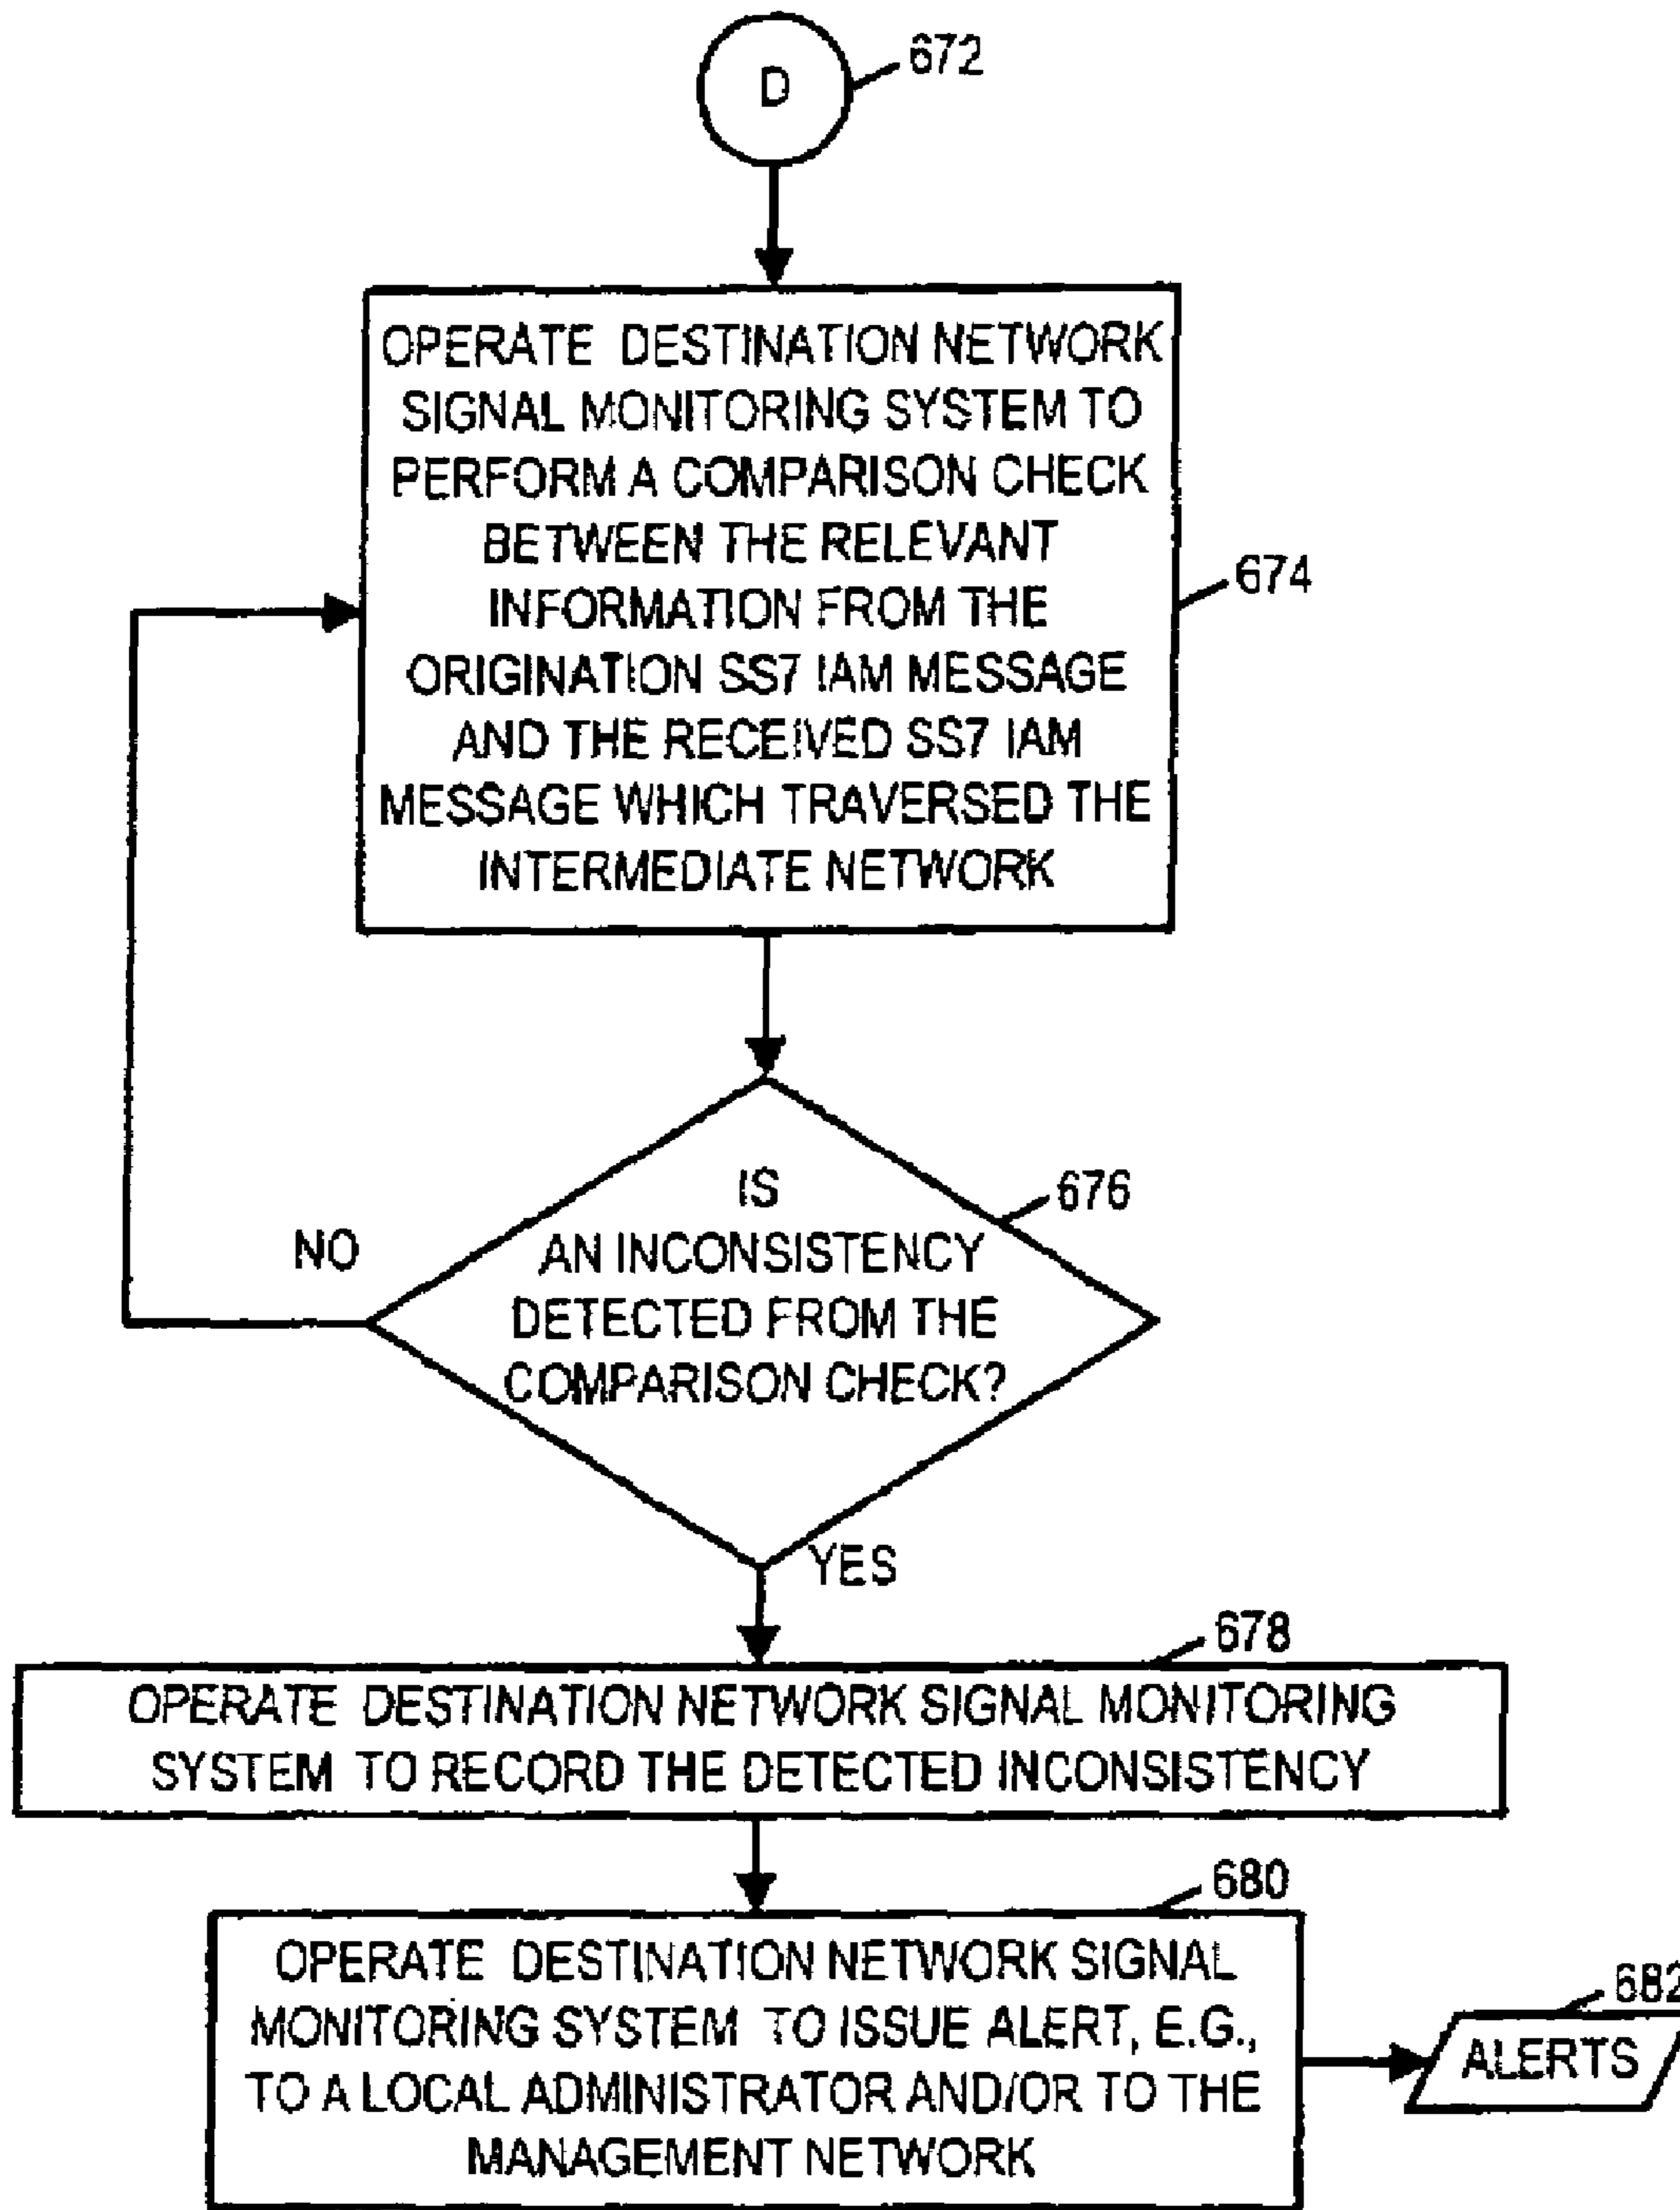 D
672
OPERATE DESTINATION NETWORK
SIGNAL MONITORING SYSTEM TO
PERFORM A COMPARISON CHECK
BETWEEN THE RELEVANT
INFORMATION FROM THE
ORIGINATION SS7 IAM MESSAGE
AND THE RECEIVED SS7 IAM
MESSAGE WHICH TRAVERSED THE
INTERMEDIATE NETWORK
674
IS
AN INCONSISTENCY
DETECTED FROM THE
COMPARISON CHECK?
676
NO
YES
678
OPERATE DESTINATION NETWORK SIGNAL MONITORING
SYSTEM TO RECORD THE DETECTED INCONSISTENCY
680
OPERATE DESTINATION NETWORK SIGNAL
MONITORING SYSTEM TO ISSUE ALERT, E.G.,
TO A LOCAL ADMINISTRATOR AND/OR TO THE
MANAGEMENT NETWORK
682
ALERTS